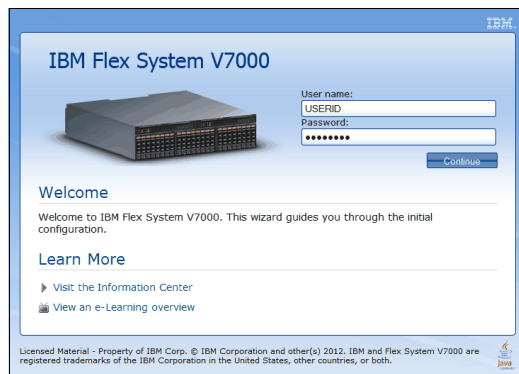 IBM
IBM Flex System V7000
User name:
USERID
Password:
••••••••
Continue
Welcome
Welcome to IBM Flex System V7000. This wizard guides you through the initial
configuration.
Learn More
Visit the Information Center
View an e-Learning overview
Licensed Material - Property of IBM Corp. © IBM Corporation and other(s) 2012. IBM and Flex System V7000 are
registered trademarks of the IBM Corporation in the United States, other countries, or both.
java